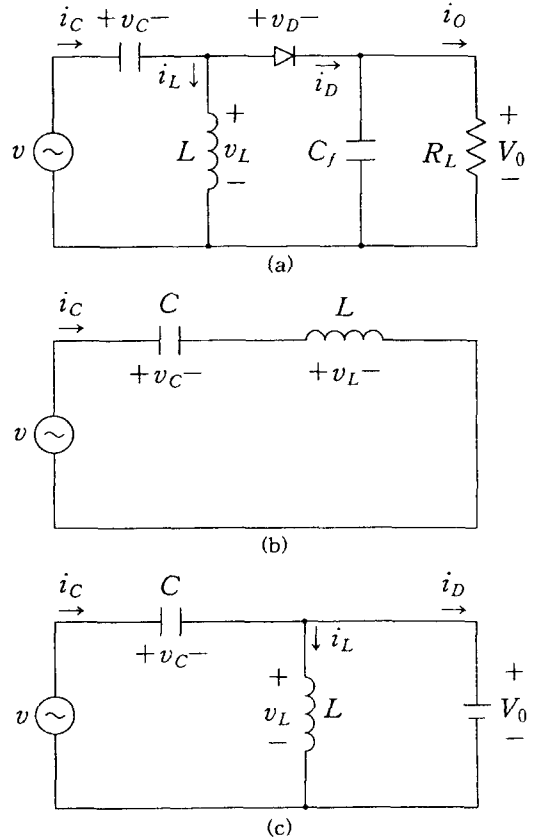 i_C + v_C − + v_D − i_O
i_L i_D
v L + v_L − C_f R_L + V_0 −
(a)
i_C C L
+ v_C − + v_L −
v
(b)
i_C C i_D
+ v_C − i_L
v + v_L − L + V_0 −
(c)